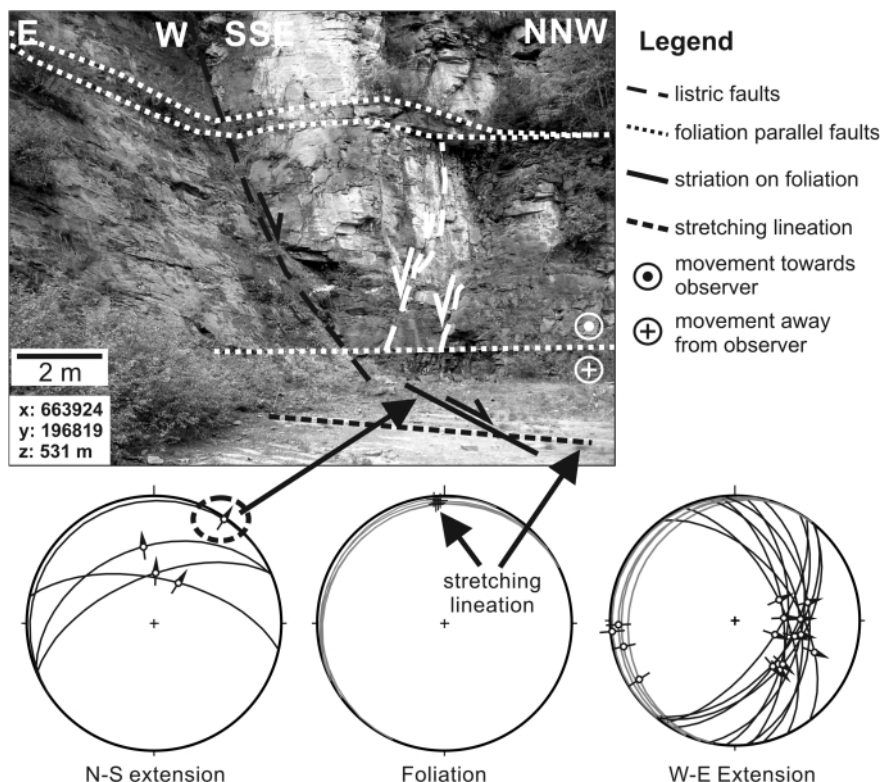 E W SSE NNW
2 m
x: 663924
y: 196819
z: 531 m
Legend
listric faults
foliation parallel faults
striation on foliation
stretching lineation
movement towards
observer
movement away
from observer
stretching
lineation
N-S extension
Foliation
W-E Extension